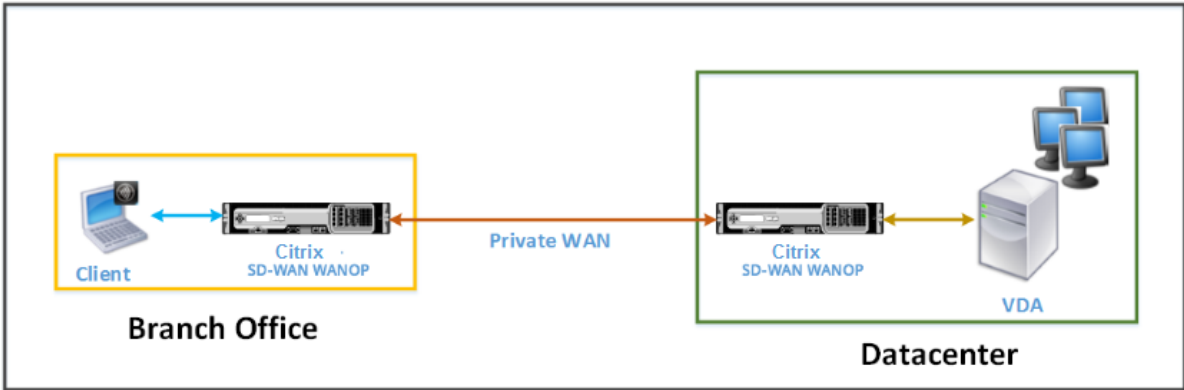 Client
Citrix
SD-WAN WANOP
Private WAN
Citrix
SD-WAN WANOP
VDA
Branch Office
Datacenter